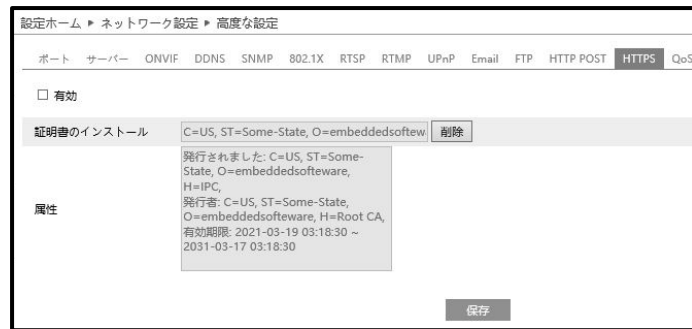 設定ホーム ▶ ネットワーク設定 ▶ 高度な設定
ポート サーバー ONVIF DDNS SNMP 802.1X RTSP RTMP UPnP Email FTP HTTP POST HTTPS QoS
有効
証明書のインストール C=US, ST=Some-State, O=embeddedsoftew 削除
発行されました: C=US, ST=Some-
State, O=embeddedsofteware,
H=IPC,
発行者: C=US, ST=Some-State,
属性
O=embeddedsofteware, H=Root CA,
有効期限: 2021-03-19 03:18:30 ~
2031-03-17 03:18:30
保存